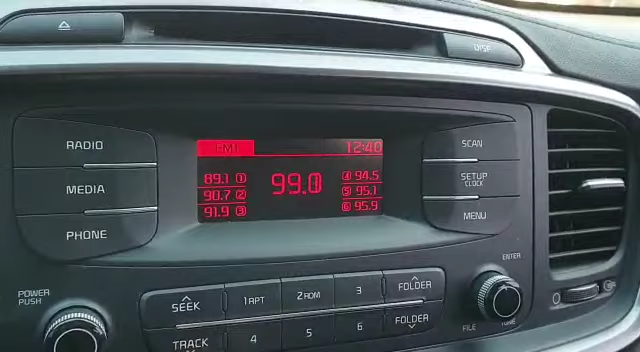 DISP
RADIO
MEDIA
PHONE
FM1 12:40
89.1 1
90.7 2
91.9 3
99.0
4 94.5
5 95.1
6 95.9
SCAN
SETUP
CLOCK
MENU
POWER
PUSH
SEEK
TRACK
1 RPT
2 RDM
3
4
5
6
FOLDER
FOLDER
ENTER
FILE
TUNE